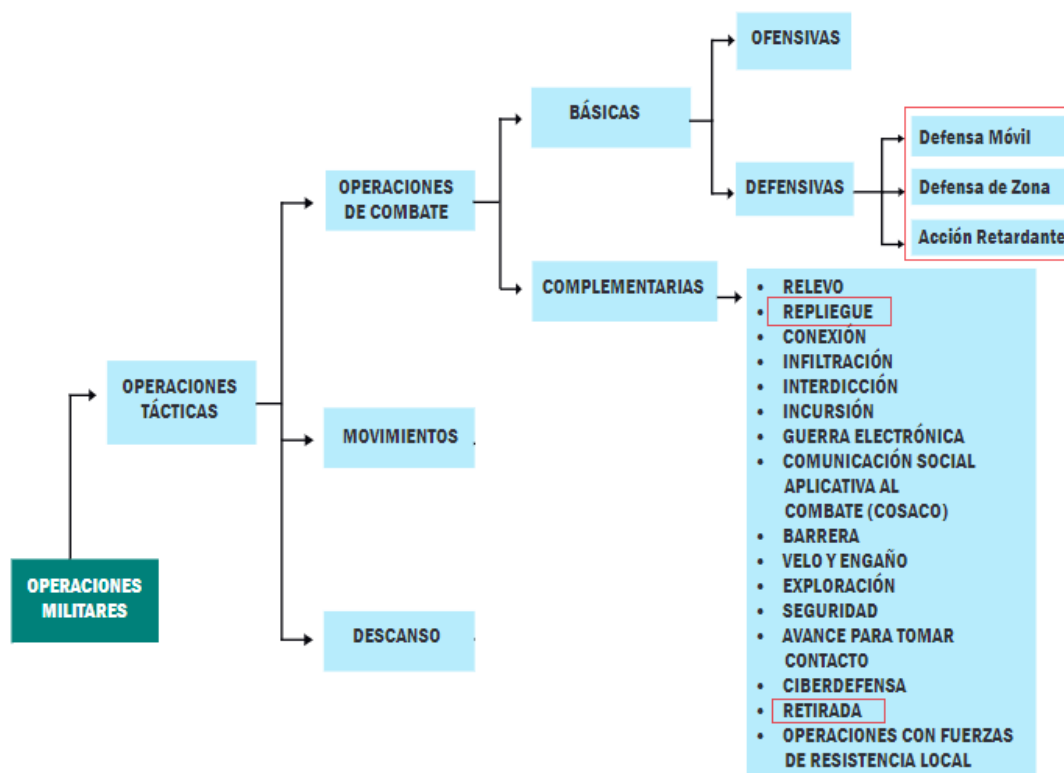 OPERACIONES
MILITARES
OPERACIONES
TÁCTICAS
OPERACIONES
DE COMBATE
MOVIMIENTOS
DESCANSO
BÁSICAS
COMPLEMENTARIAS
OFENSIVAS
DEFENSIVAS
Defensa Móvil
Defensa de Zona
Acción Retardante
• RELEVO
• REPLIEGUE
• CONEXIÓN
• INFILTRACIÓN
• INTERDICCIÓN
• INCURSIÓN
• GUERRA ELECTRÓNICA
• COMUNICACIÓN SOCIAL
APLICATIVA AL
COMBATE (COSACO)
• BARRERA
• VELO Y ENGAÑO
• EXPLORACIÓN
• SEGURIDAD
• AVANCE PARA TOMAR
CONTACTO
• CIBERDEFENSA
• RETIRADA
• OPERACIONES CON FUERZAS
DE RESISTENCIA LOCAL